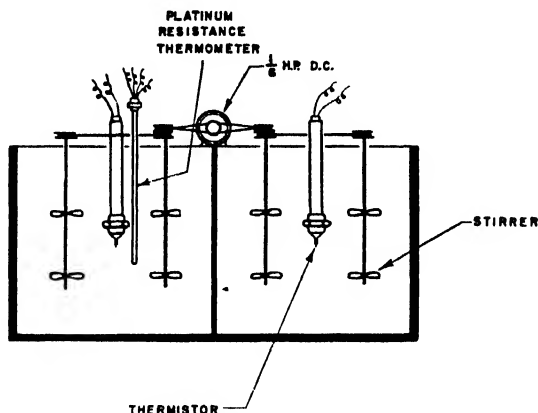 PLATINUM
RESISTANCE
THERMOMETER
1/6 H.P. D.C.
STIRRER
THERMISTOR